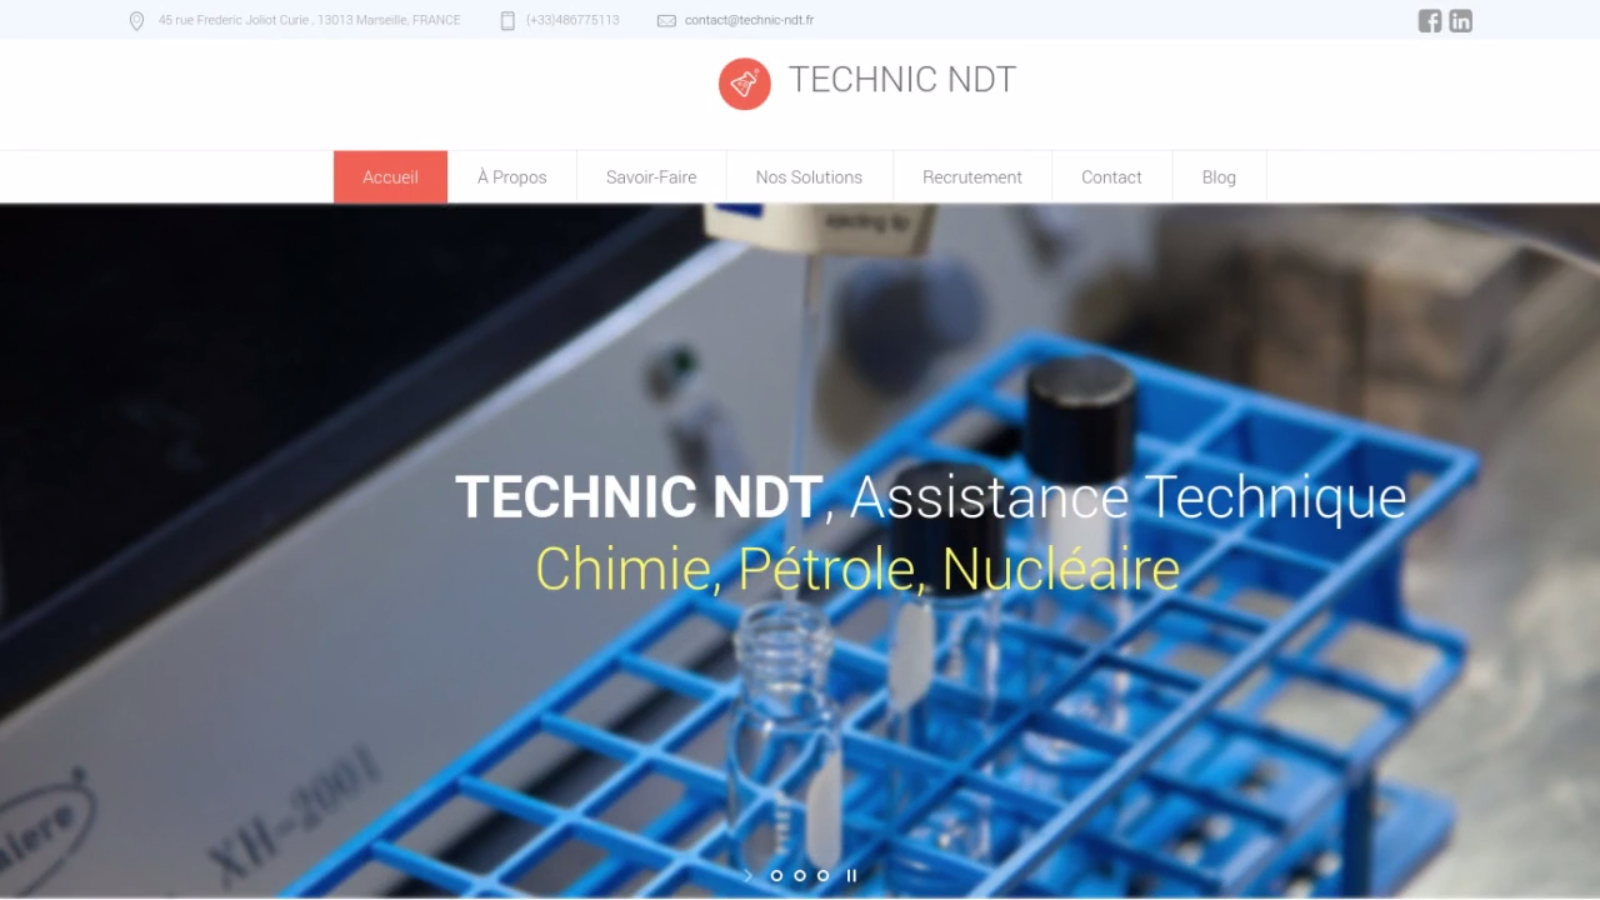 45 rue Frederic Joliot Curie , 13013 Marseille, FRANCE
(+33)486775113
contact@technic-ndt.fr
TECHNIC NDT
Accueil
À Propos
Savoir-Faire
Nos Solutions
Recrutement
Contact
Blog
TECHNIC NDT, Assistance Technique
Chimie, Pétrole, Nucléaire
XH-2001
PYREX